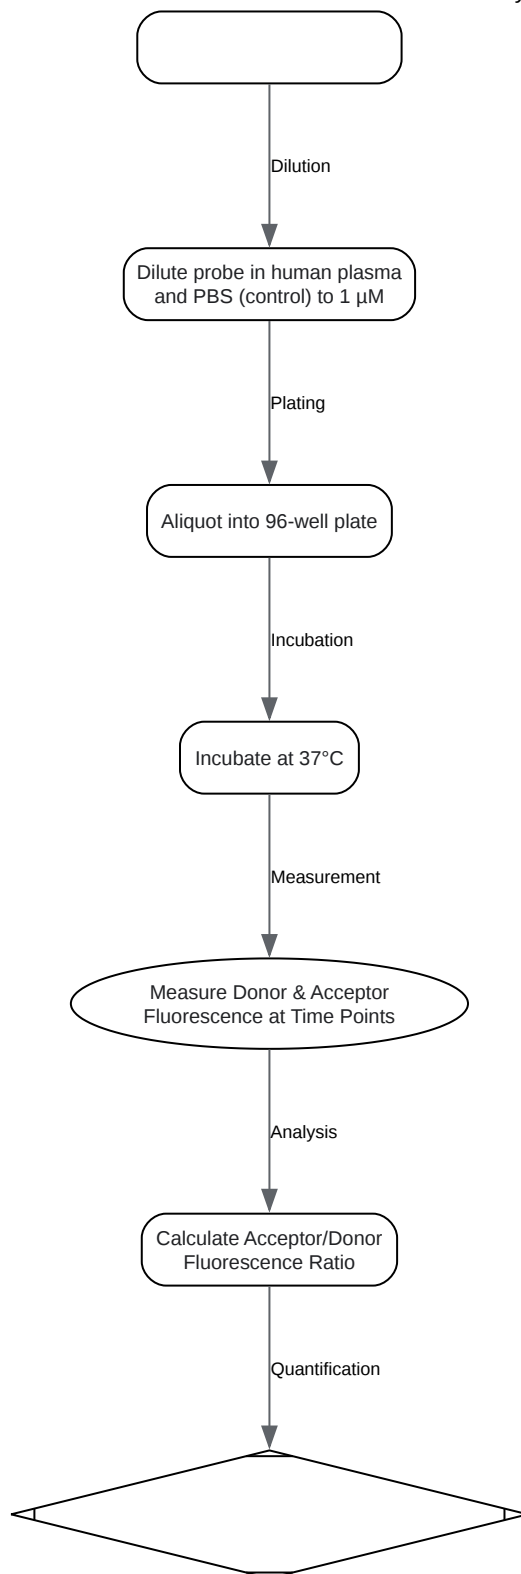 Dilution
Dilute probe in human plasma
and PBS (control) to 1 µM
Plating
Aliquot into 96-well plate
Incubation
Incubate at 37°C
Measurement
Measure Donor & Acceptor
Fluorescence at Time Points
Analysis
Calculate Acceptor/Donor
Fluorescence Ratio
Quantification